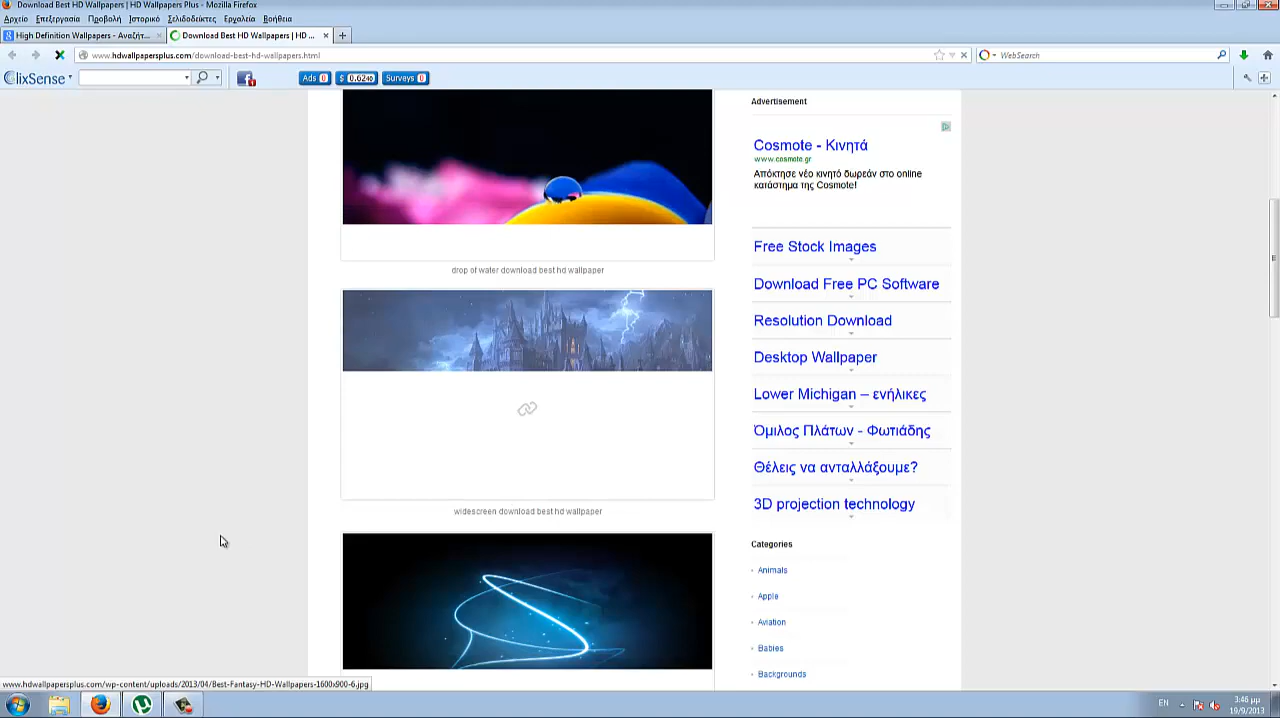 Download Best HD Wallpapers | HD Wallpapers Plus - Mozilla Firefox
Αρχείο Επεξεργασία Προβολή Ιστορικό Σελιδοδείκτες Εργαλεία Βοήθεια
High Definition Wallpapers - Αναζήτ... × Download Best HD Wallpapers | HD ... ×
www.hdwallpapersplus.com/download-best-hd-wallpapers.html WebSearch
ClixSense Ads 0 $ 0.6240 Surveys 0
Advertisement
Cosmote - Κινητά
www.cosmote.gr
Απόκτησε νέο κινητό δωρεάν στο online
κατάστημα της Cosmote!
Free Stock Images
drop of water download best hd wallpaper
Download Free PC Software
Resolution Download
Desktop Wallpaper
Lower Michigan – ενήλικες
Όμιλος Πλάτων - Φωτιάδης
Θέλεις να ανταλλάξουμε?
3D projection technology
widescreen download best hd wallpaper
Categories
Animals
Apple
Aviation
Babies
Backgrounds
www.hdwallpapersplus.com/wp-content/uploads/2013/04/Best-Fantasy-HD-Wallpapers-1600x900-6.jpg
EN 3:46 μμ
19/9/2013